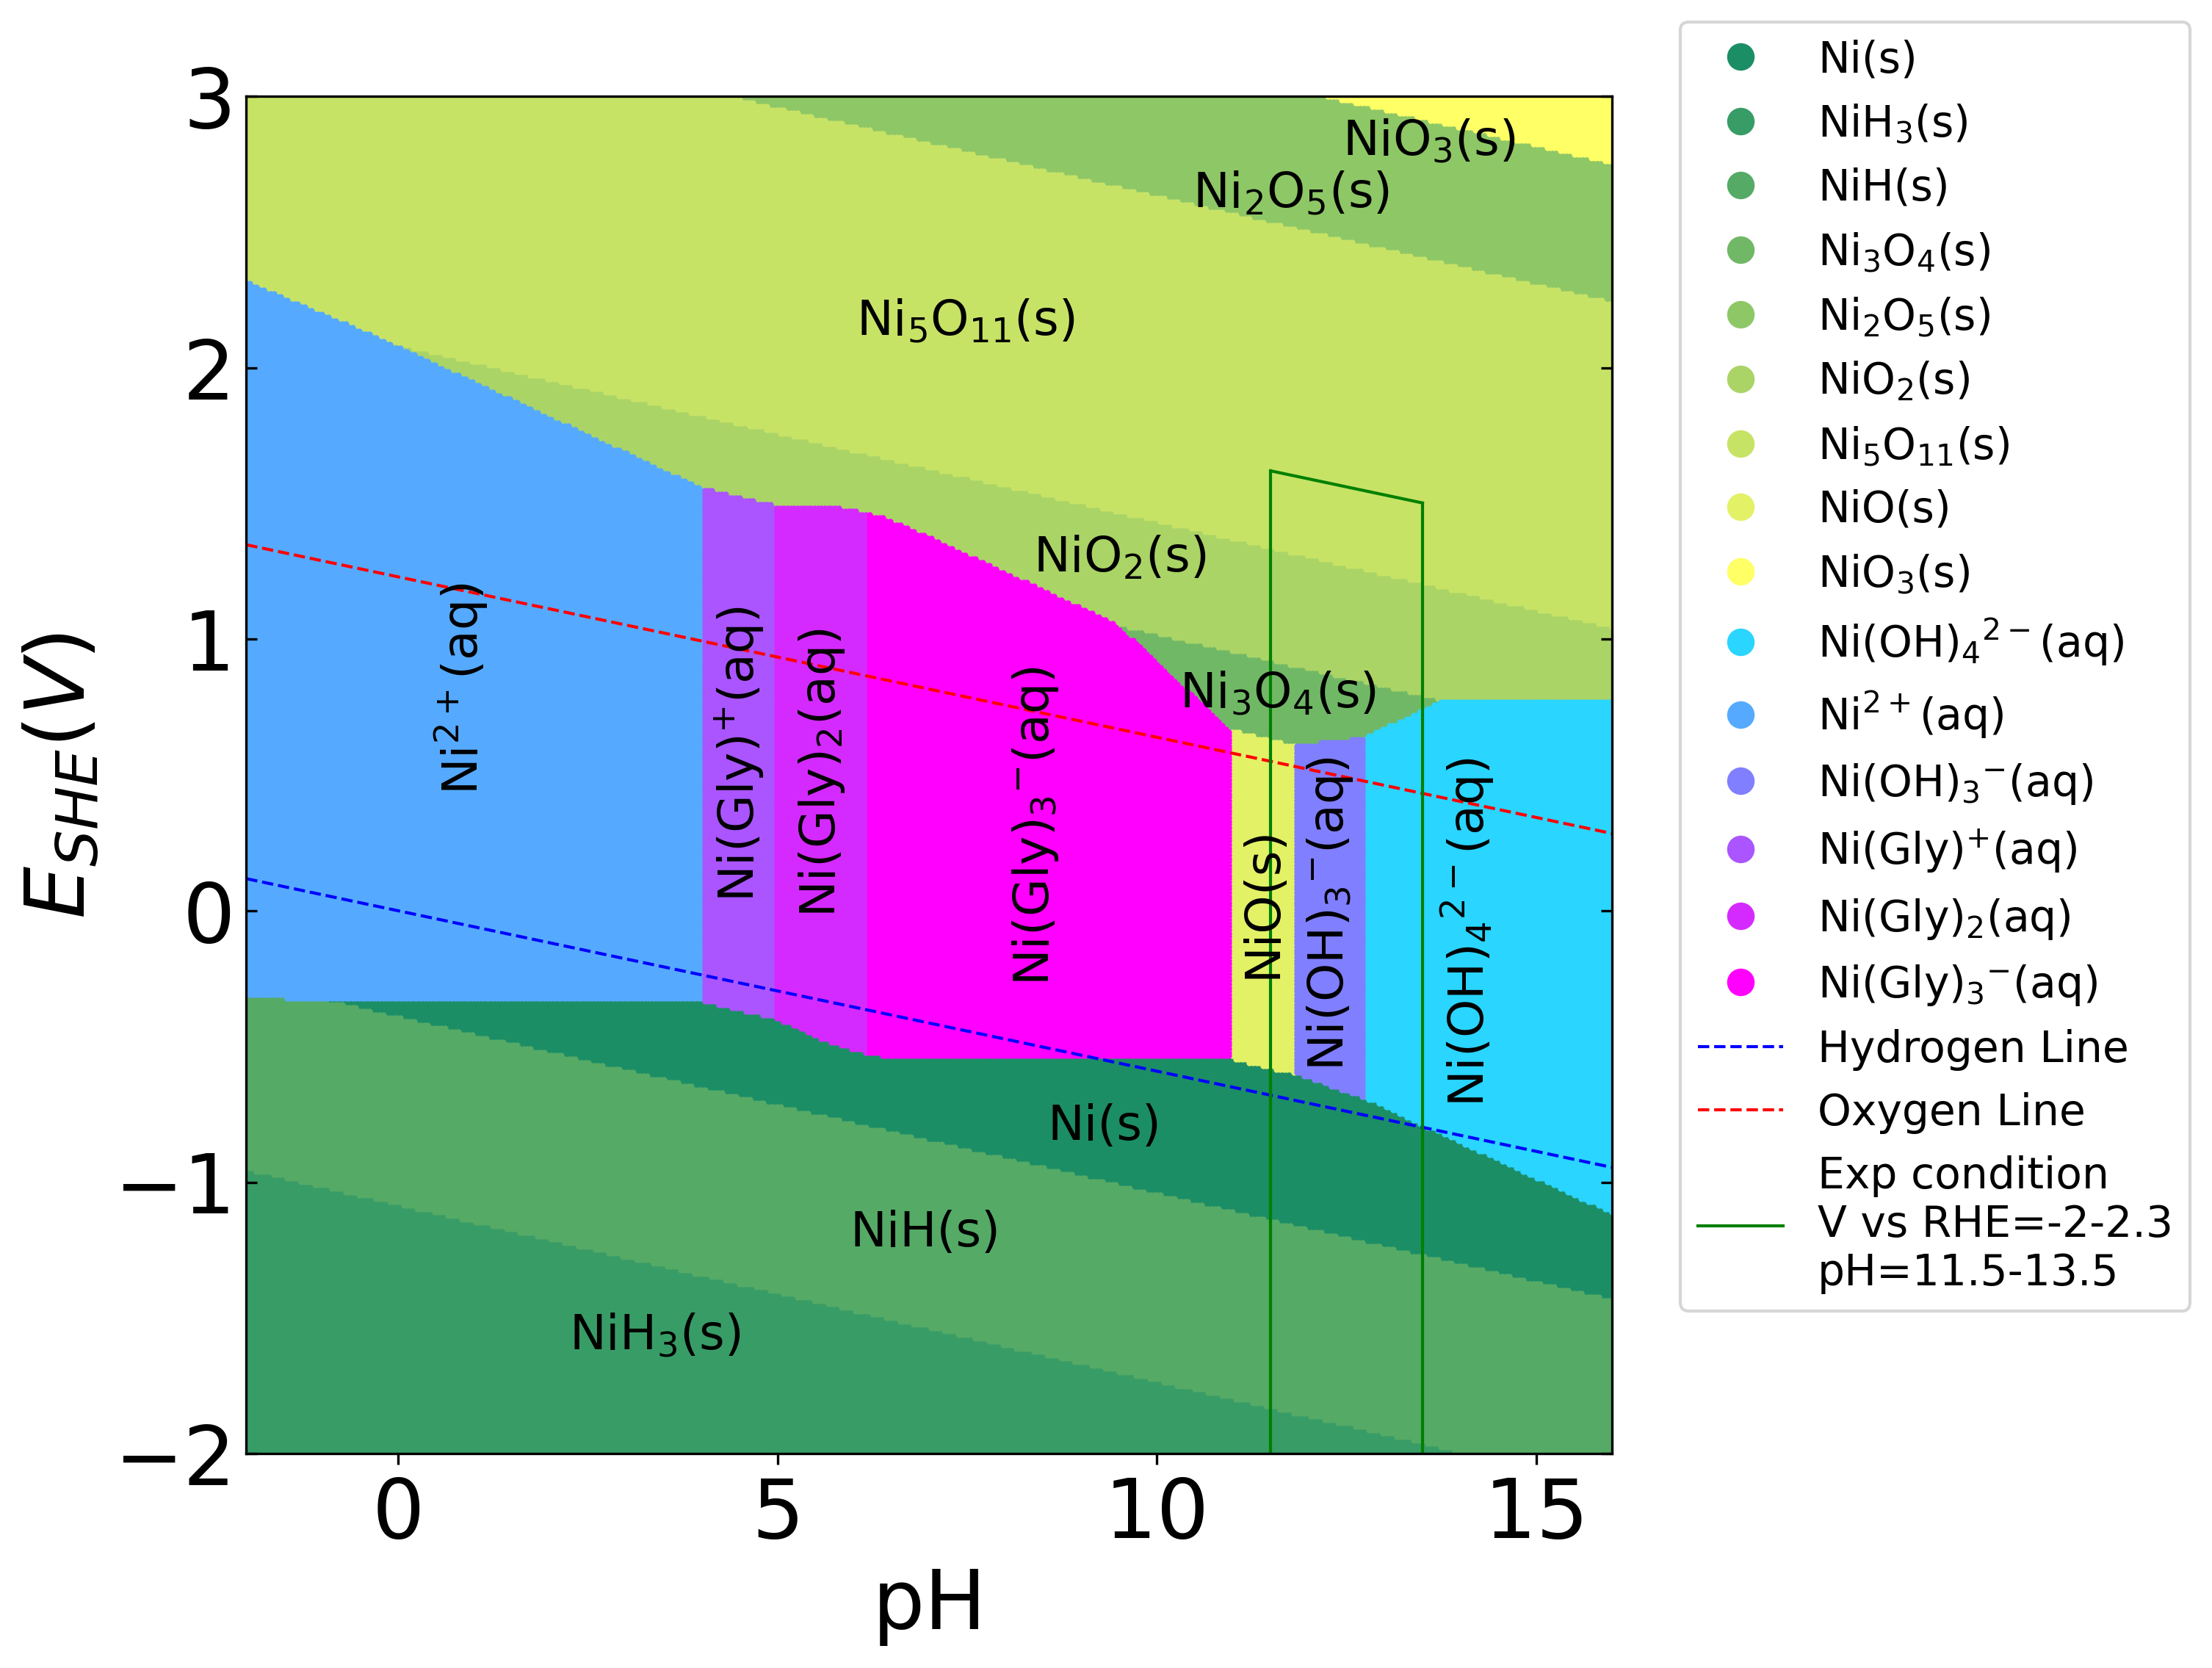 3
2
1
0
−1
−2
E_SHE(V)
0
5
10
15
pH
NiO₃(s)
Ni₂O₅(s)
Ni₅O₁₁(s)
NiO₂(s)
Ni₃O₄(s)
Ni²⁺(aq)
Ni(Gly)⁺(aq)
Ni(Gly)₂(aq)
Ni(Gly)₃⁻(aq)
NiO(s)
Ni(OH)₃⁻(aq)
Ni(OH)₄²⁻(aq)
Ni(s)
NiH(s)
NiH₃(s)
Ni(s)
NiH₃(s)
NiH(s)
Ni₃O₄(s)
Ni₂O₅(s)
NiO₂(s)
Ni₅O₁₁(s)
NiO(s)
NiO₃(s)
Ni(OH)₄²⁻(aq)
Ni²⁺(aq)
Ni(OH)₃⁻(aq)
Ni(Gly)⁺(aq)
Ni(Gly)₂(aq)
Ni(Gly)₃⁻(aq)
Hydrogen Line
Oxygen Line
Exp condition
V vs RHE=-2-2.3
pH=11.5-13.5